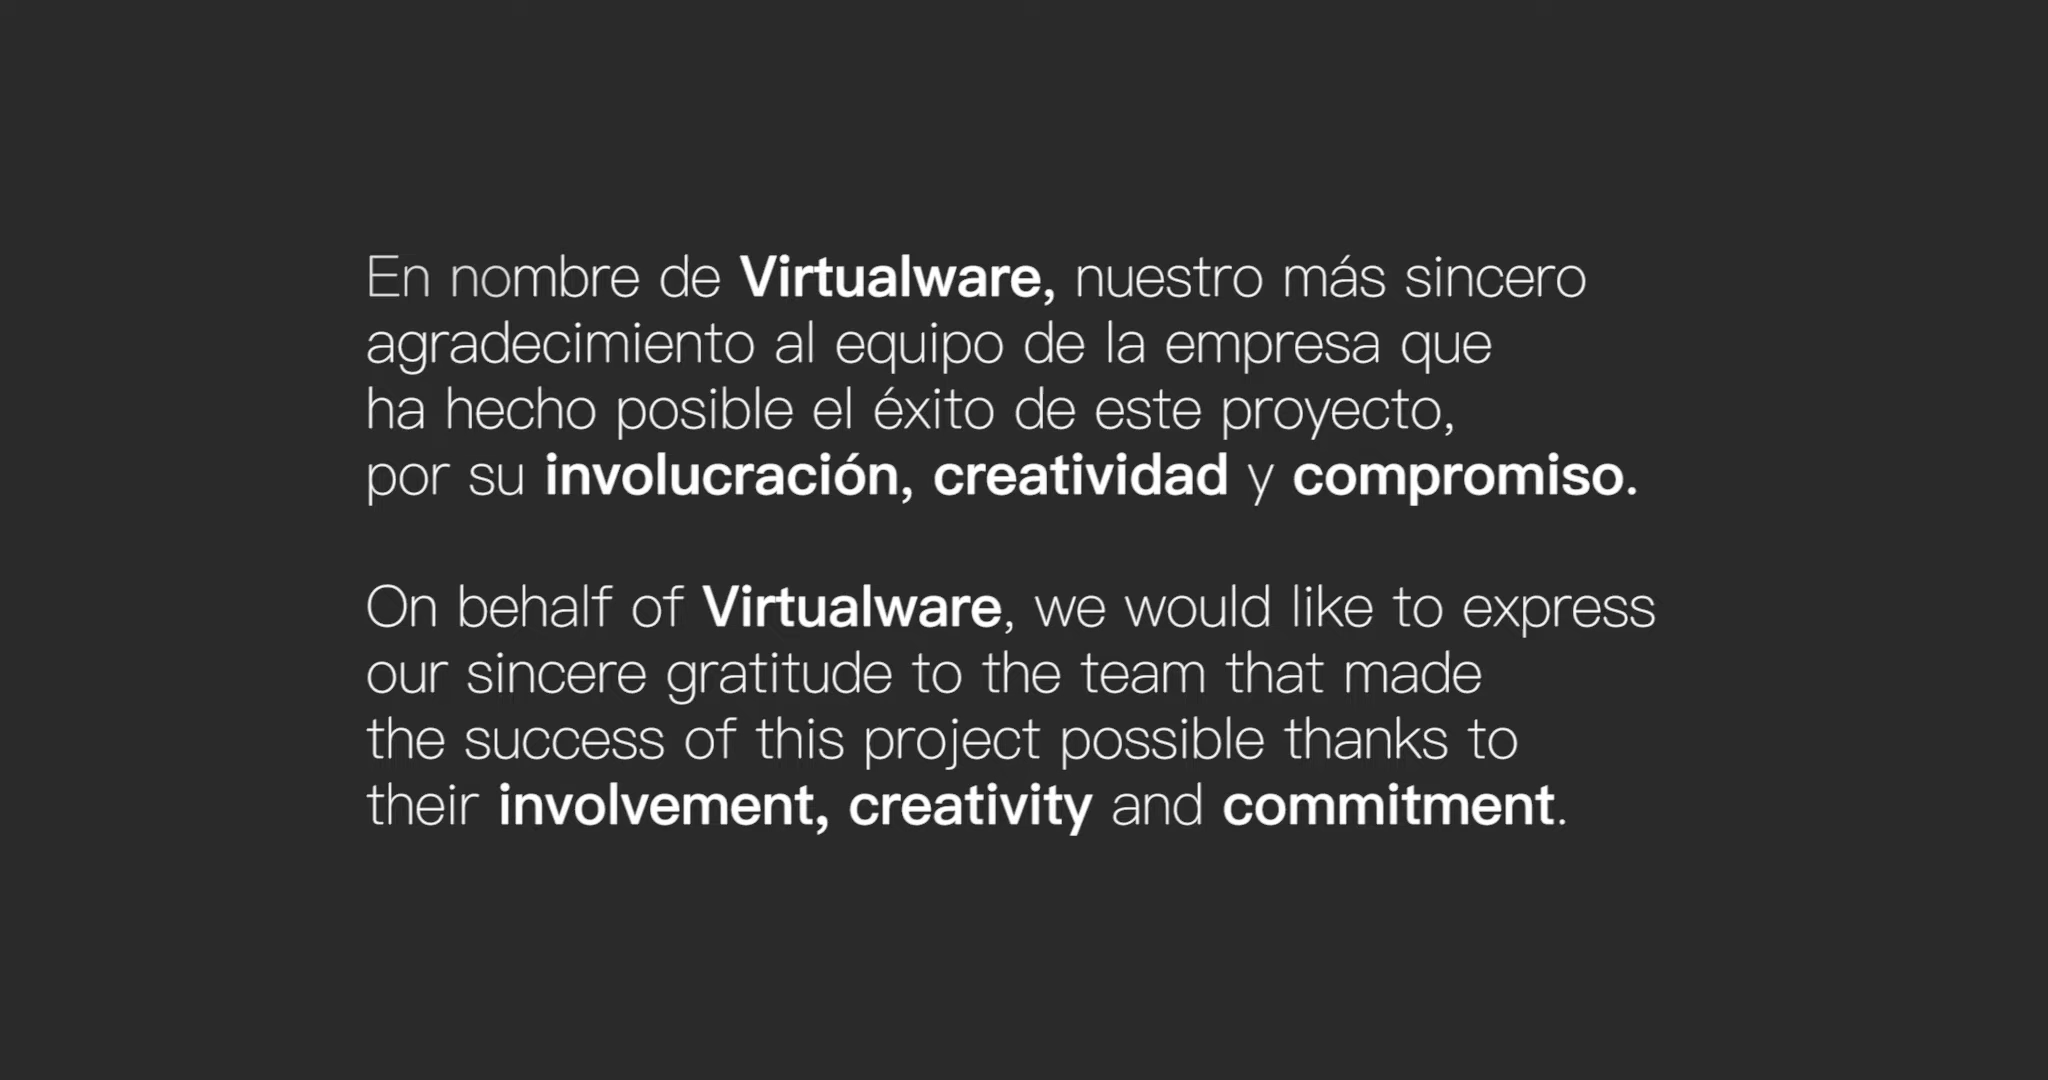 En nombre de Virtualware, nuestro más sincero
agradecimiento al equipo de la empresa que
ha hecho posible el éxito de este proyecto,
por su involucración, creatividad y compromiso.
On behalf of Virtualware, we would like to express
our sincere gratitude to the team that made
the success of this project possible thanks to
their involvement, creativity and commitment.